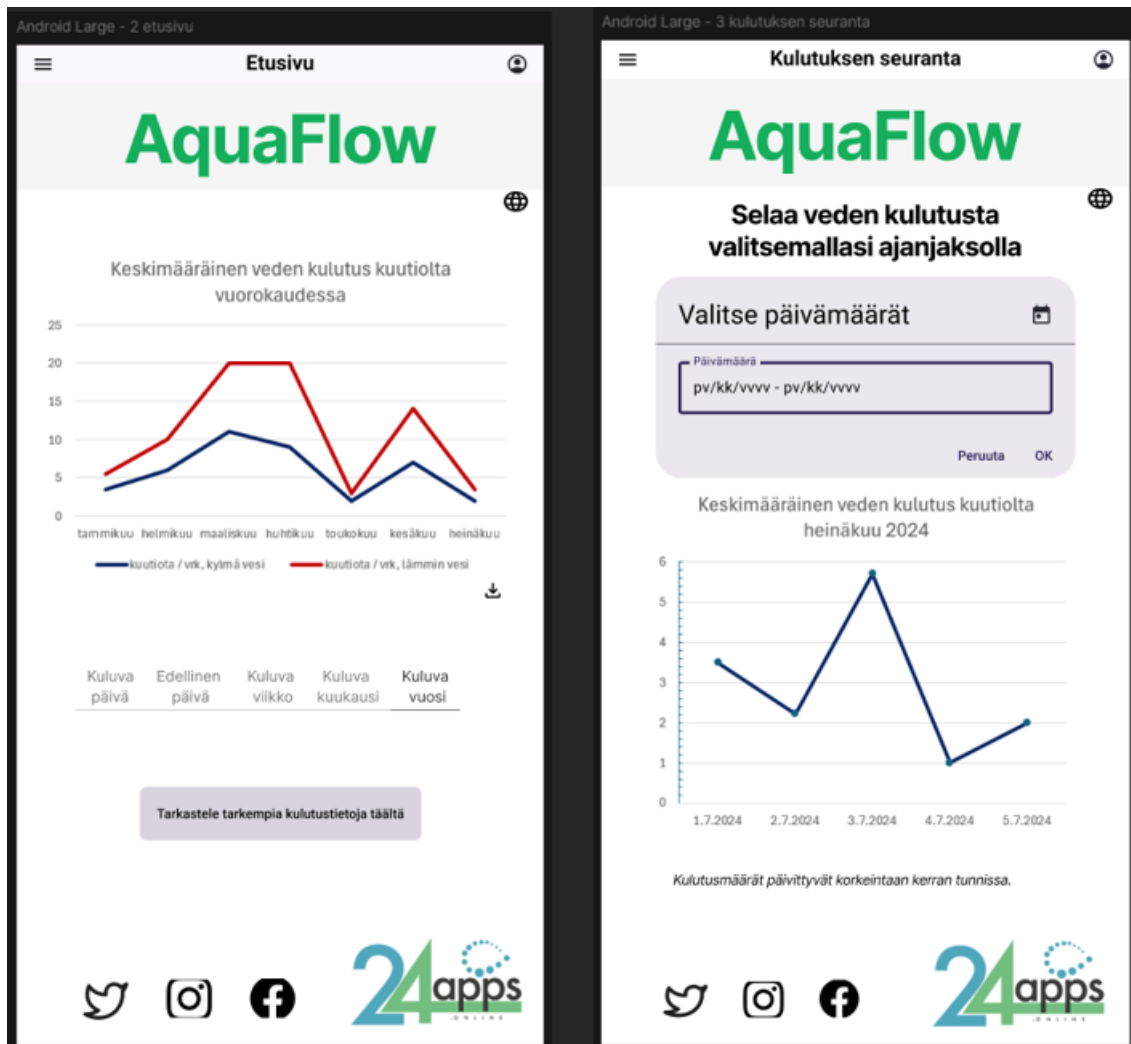 Android Large - 2 etusivu
Etusivu
AquaFlow
Keskimääräinen veden kulutus kuutiolta
vuorokaudessa
25
20
15
10
5
0
tammikuu helmikuu maaliskuu huhtikuu toukokuu kesäkuu heinäkuu
kuutiota / vrk, kylmä vesi kuutiota / vrk, lämmin vesi
Kuluva päivä
Edellinen päivä
Kuluva viikko
Kuluva kuukausi
Kuluva vuosi
Tarkastele tarkempia kulutustietoja täältä
24apps
.ONLINE
Android Large - 3 kulutuksen seuranta
Kulutuksen seuranta
AquaFlow
Selaa veden kulutusta
valitsemallasi ajanjaksolla
Valitse päivämäärät
Päivämäärä
pv/kk/vvvv - pv/kk/vvvv
Peruuta OK
Keskimääräinen veden kulutus kuutiolta
heinäkuu 2024
6
5
4
3
2
1
0
1.7.2024 2.7.2024 3.7.2024 4.7.2024 5.7.2024
Kulutusmäärät päivittyvät korkeintaan kerran tunnissa.
24apps
.ONLINE